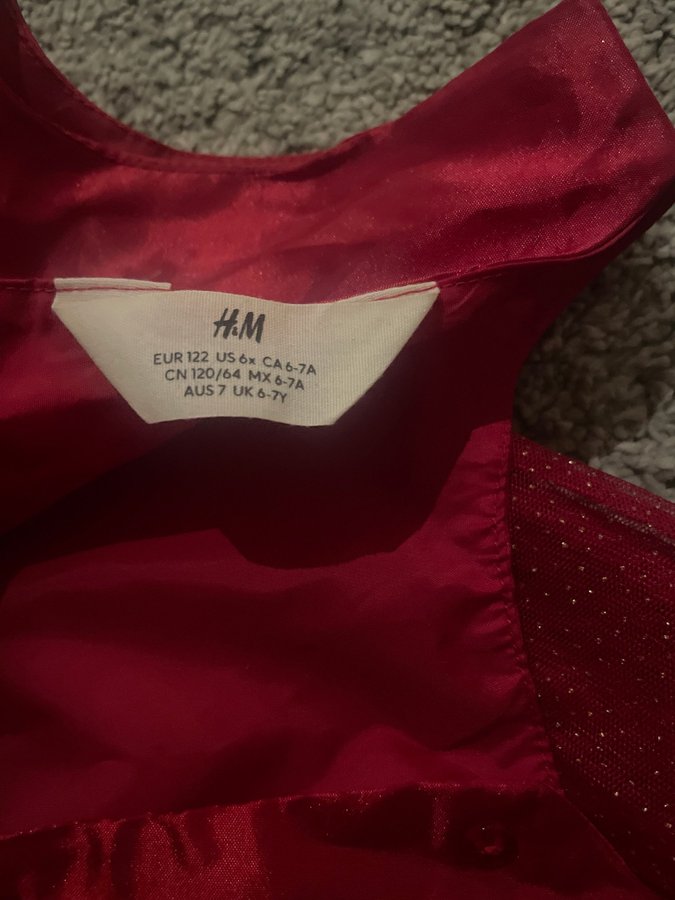 H&M
EUR 122 US 6x CA 6-7A
CN 120/64 MX 6-7A
AUS 7 UK 6-7Y